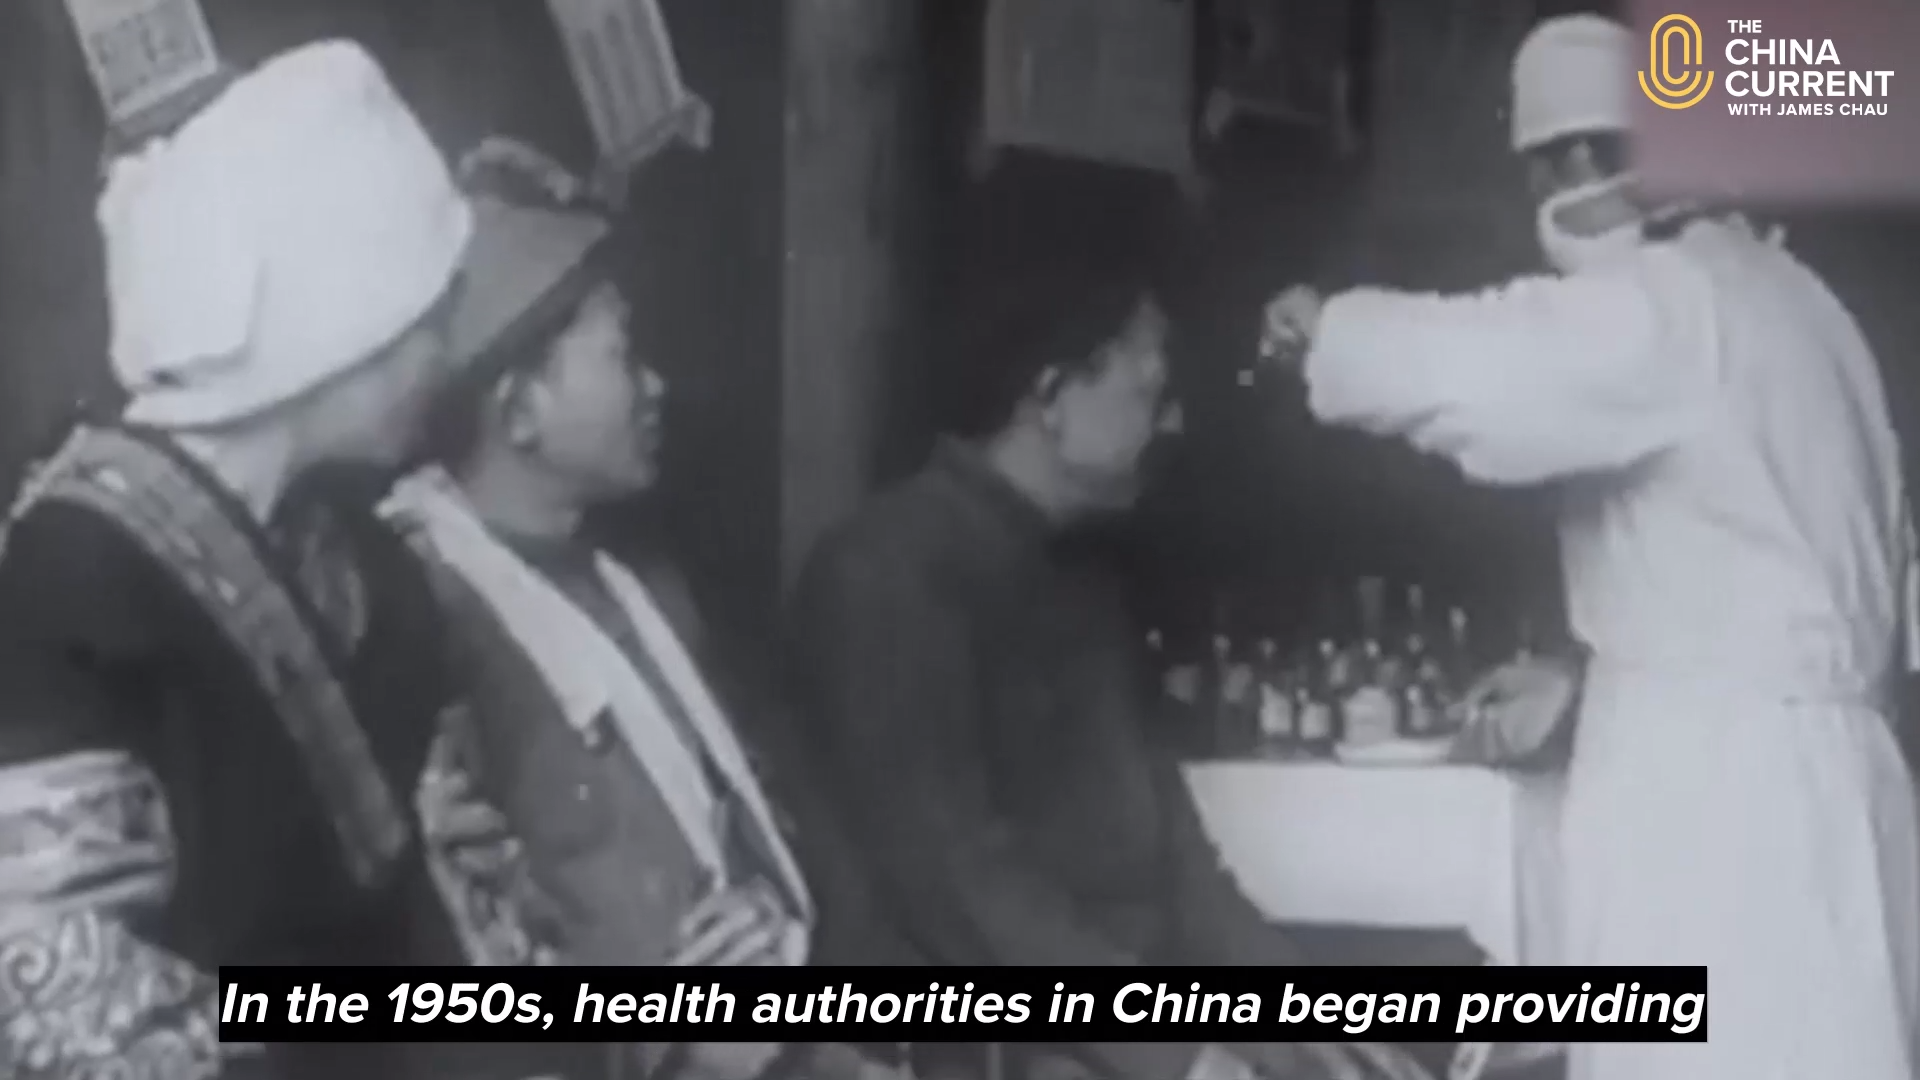 THE
CHINA
CURRENT
WITH JAMES CHAU
In the 1950s, health authorities in China began providing